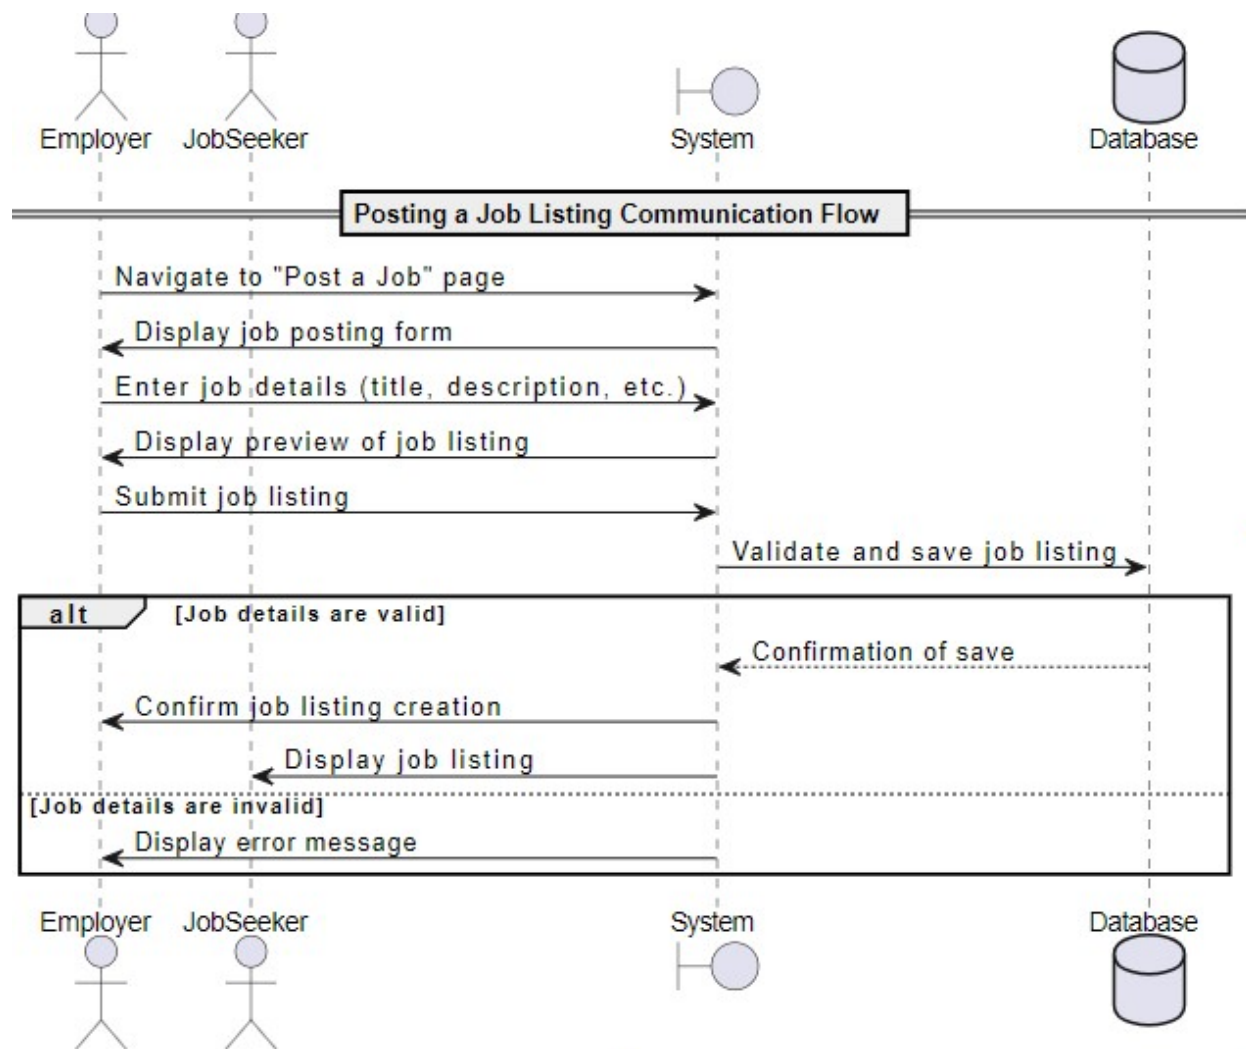 Employer JobSeeker System Database
Posting a Job Listing Communication Flow
Navigate to "Post a Job" page
Display job posting form
Enter job details (title, description, etc.)
Display preview of job listing
Submit job listing
Validate and save job listing
alt [Job details are valid]
Confirmation of save
Confirm job listing creation
Display job listing
[Job details are invalid]
Display error message
Employer JobSeeker System Database